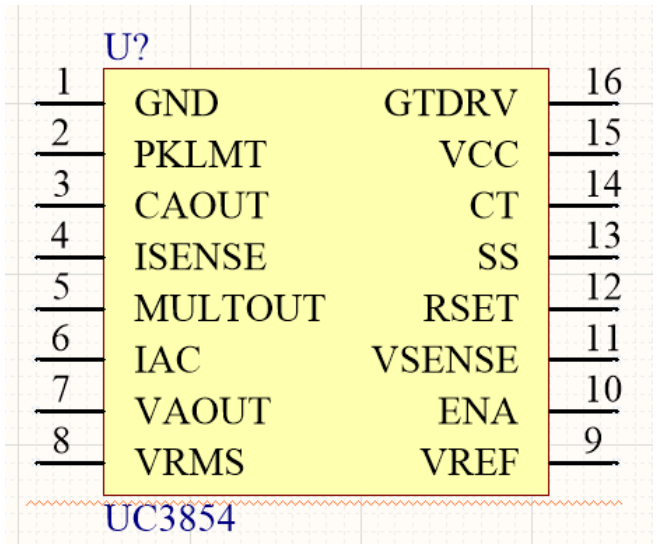 U?
1 GND GTDRV 16
2 PKLMT VCC 15
3 CAOUT CT 14
4 ISENSE SS 13
5 MULTOUT RSET 12
6 IAC VSENSE 11
7 VAOUT ENA 10
8 VRMS VREF 9
UC3854